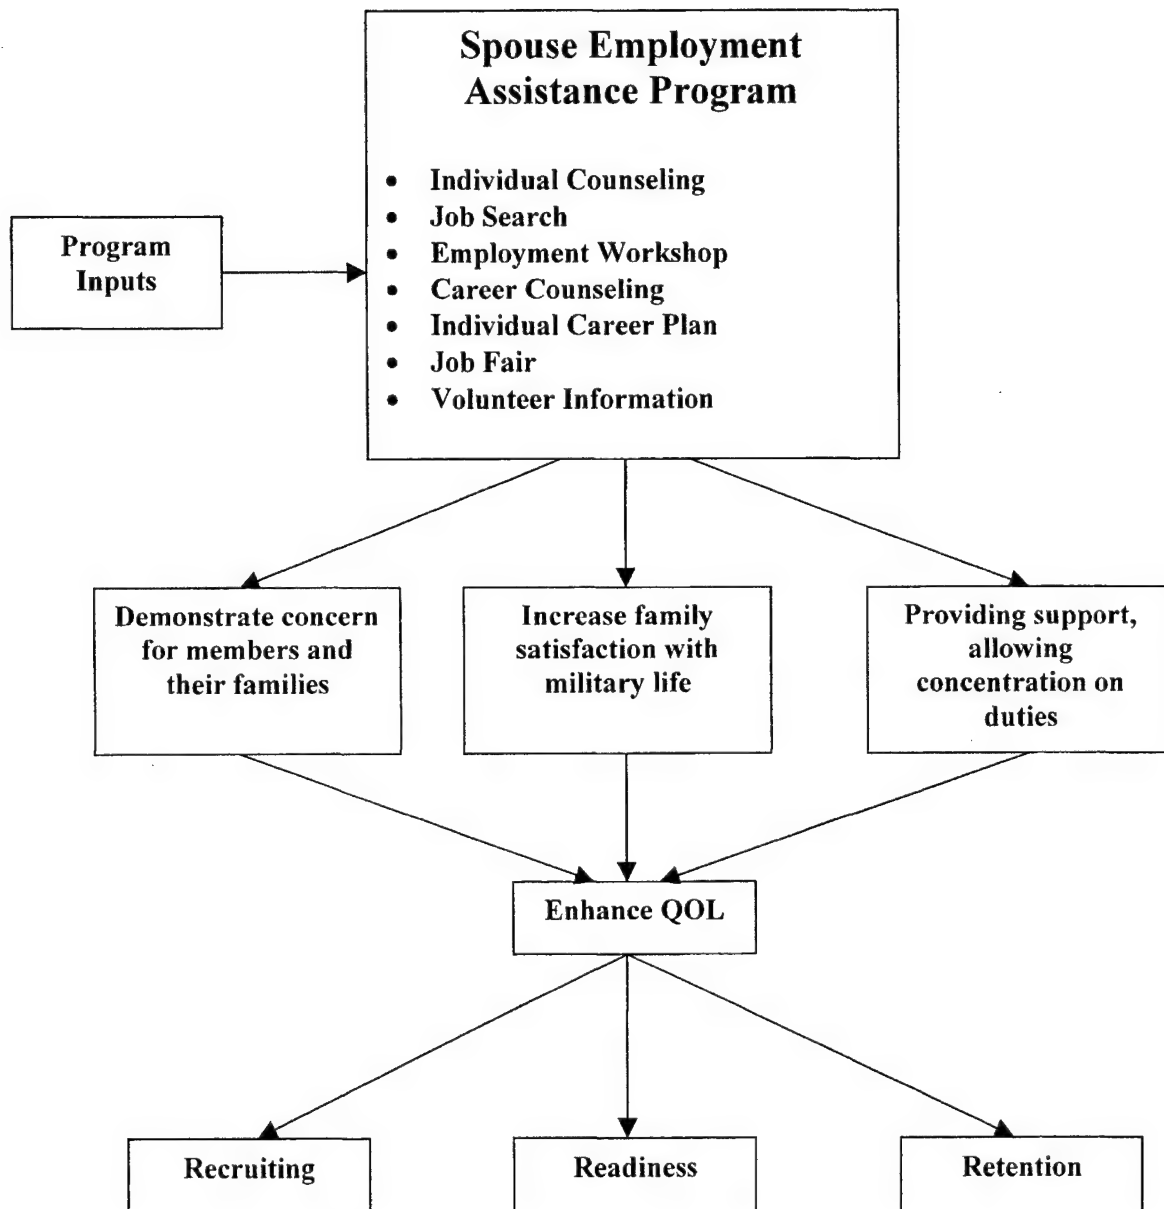 Spouse Employment
Assistance Program
• Individual Counseling
• Job Search
• Employment Workshop
• Career Counseling
• Individual Career Plan
• Job Fair
• Volunteer Information
Program
Inputs
Demonstrate concern
for members and
their families
Increase family
satisfaction with
military life
Providing support,
allowing
concentration on
duties
Enhance QOL
Recruiting
Readiness
Retention